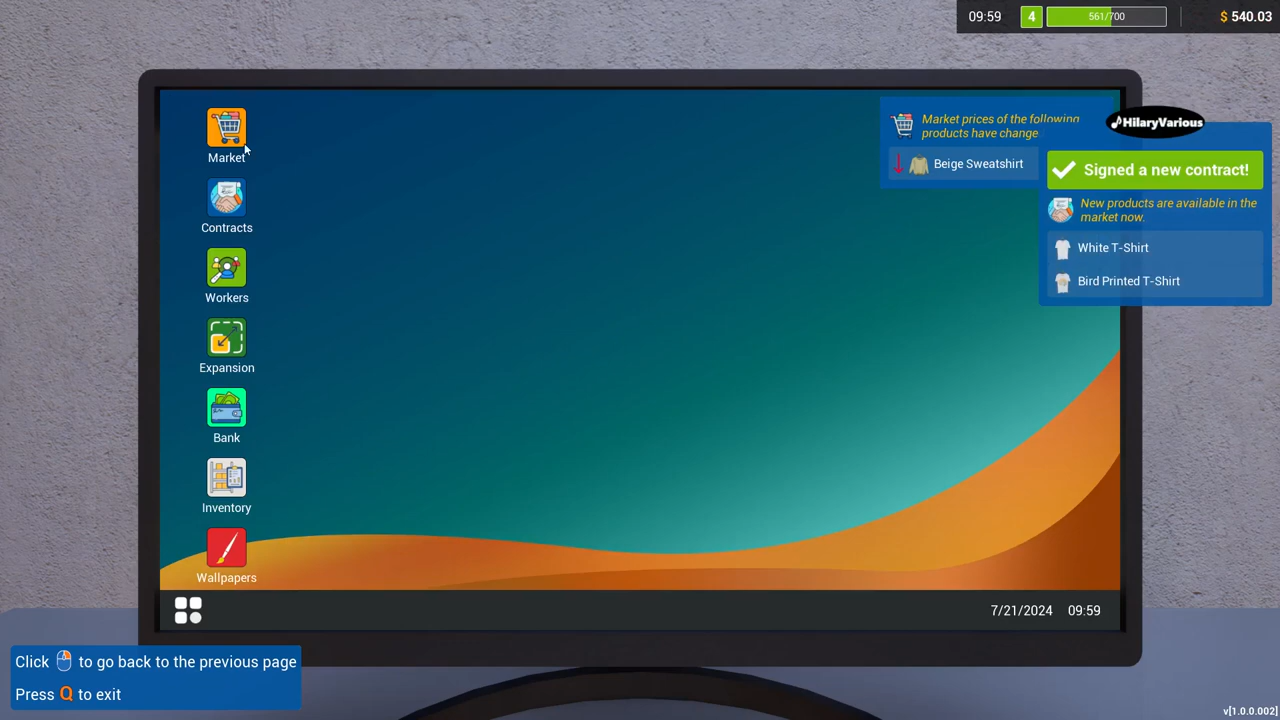 09:59
4
561/700
$ 540.03
Market
Contracts
Workers
Expansion
Bank
Inventory
Wallpapers
Market prices of the following
products have change
Beige Sweatshirt
HilaryVarious
Signed a new contract!
New products are available in the
market now.
White T-Shirt
Bird Printed T-Shirt
7/21/2024 09:59
Click to go back to the previous page
Press Q to exit
v[1.0.0.002]